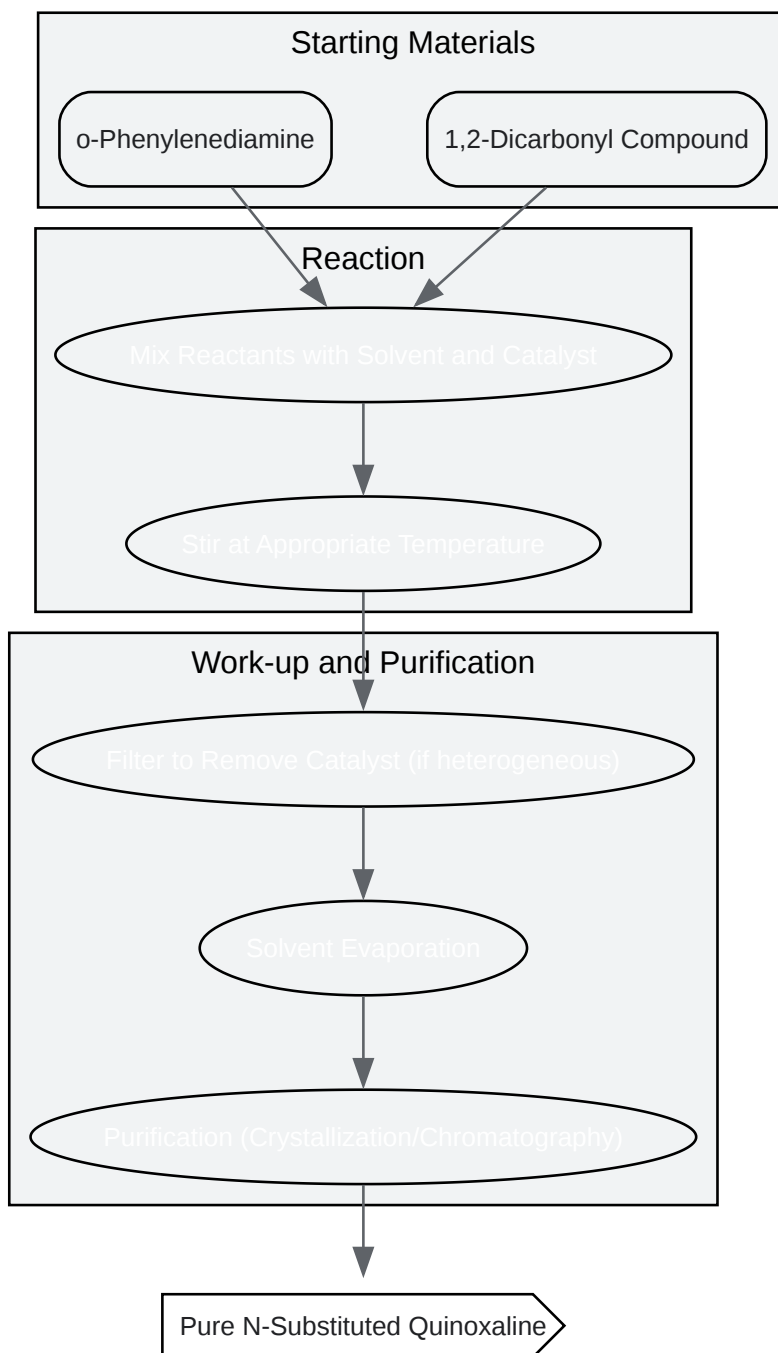 Starting Materials
o-Phenylenediamine
1,2-Dicarbonyl Compound
Reaction
Mix Reactants with Solvent and Catalyst
Stir at Appropriate Temperature
Work-up and Purification
Filter to Remove Catalyst (if heterogeneous)
Solvent Evaporation
Purification (Crystallization/Chromatography)
Pure N-Substituted Quinoxaline